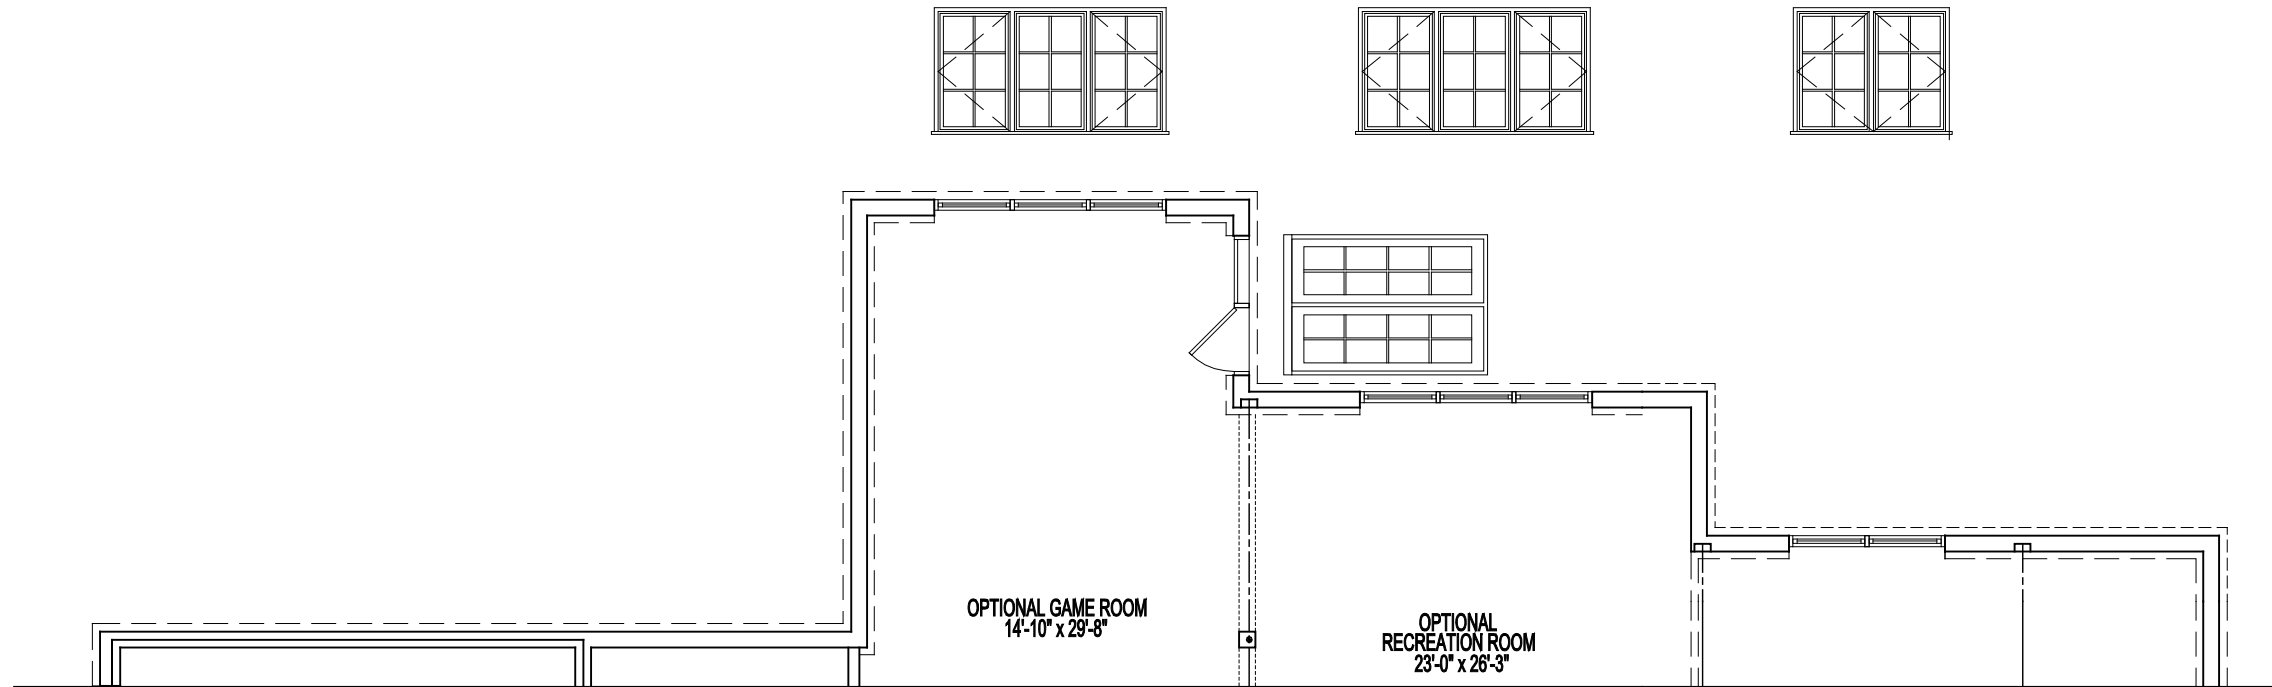 OPTIONAL GAME ROOM
14'-10" x 29'-8"
OPTIONAL
RECREATION ROOM
23'-0" x 26'-3"